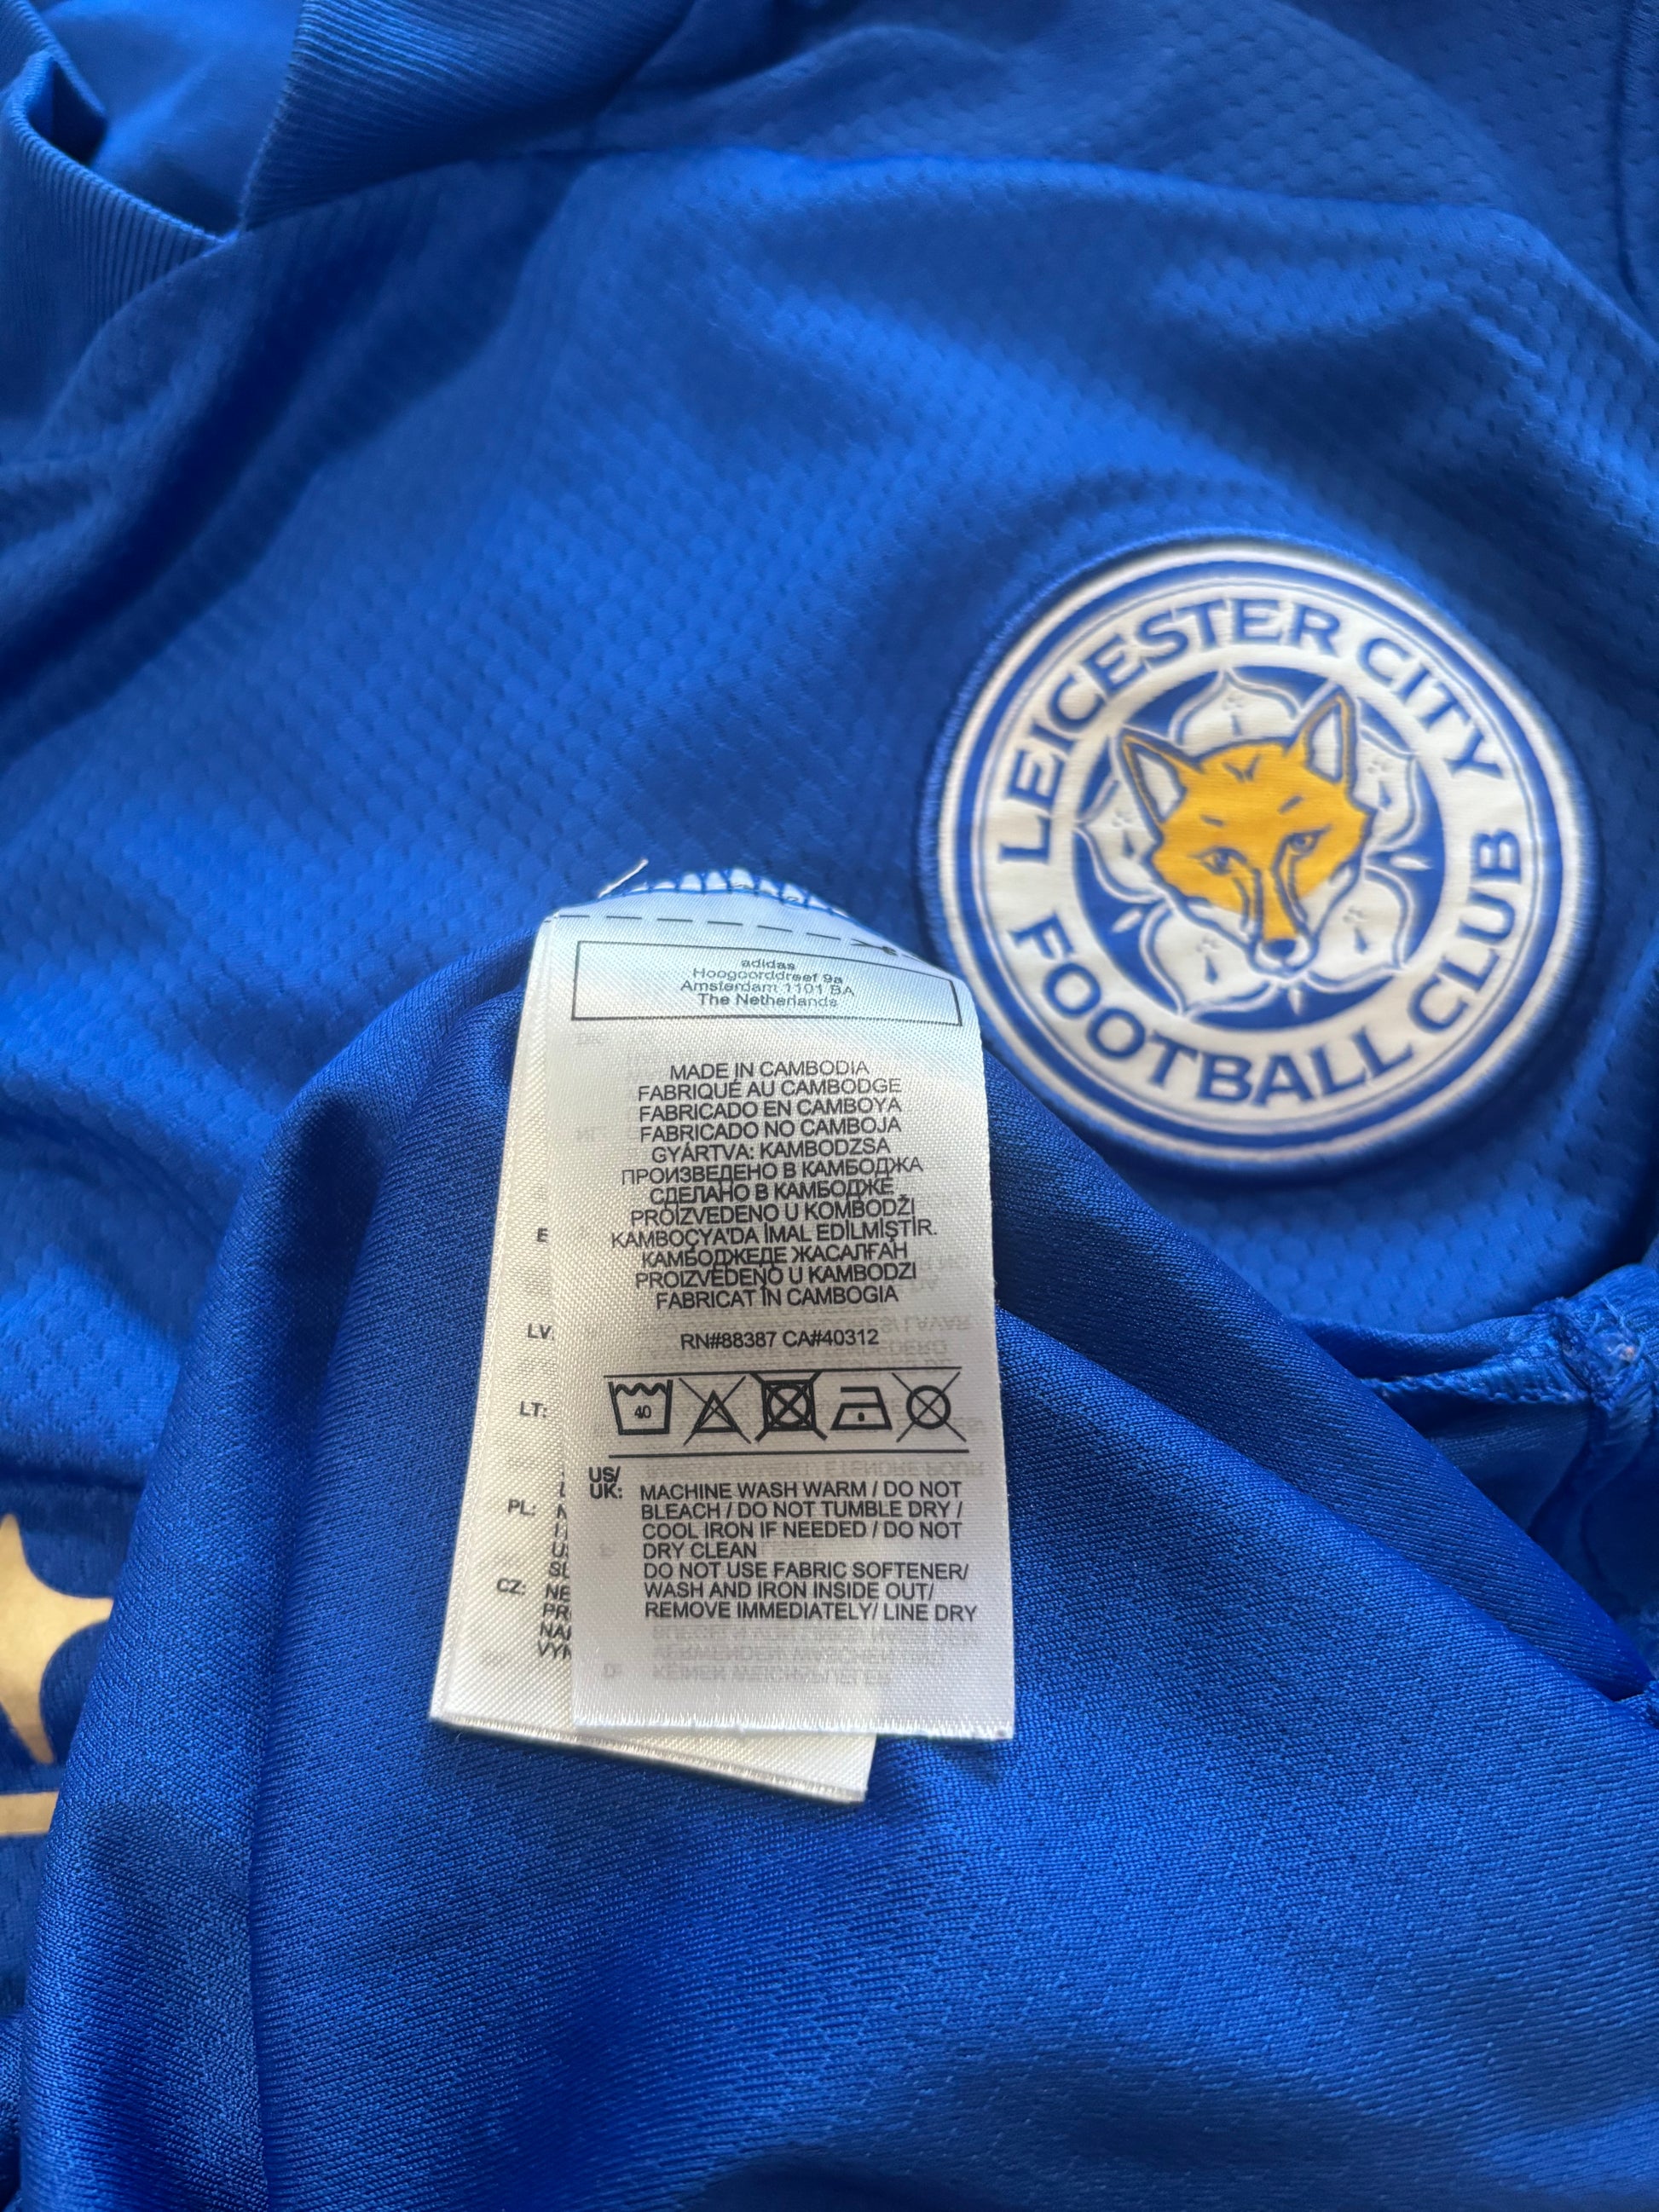 LEICESTER CITY
FOOTBALL CLUB
adidas
Hoogoorddreef 9a
Amsterdam 1101 BA
The Netherlands
MADE IN CAMBODIA
FABRIQUÉ AU CAMBODGE
FABRICADO EN CAMBOYA
FABRICADO NO CAMBOJA
GYÁRTVA: KAMBODZSA
ПРОИЗВЕДЕНО В КАМБОДЖА
СДЕЛАНО В КАМБОДЖЕ
PROIZVEDENO U KOMBODŽI
KAMBOÇYA'DA İMAL EDİLMİŞTİR.
КАМБОДЖЕДЕ ЖАСАЛҒАН
PROIZVEDENO U KAMBODZI
FABRICAT ÎN CAMBOGIA
RN#88387 CA#40312
40
US/
UK: MACHINE WASH WARM / DO NOT
BLEACH / DO NOT TUMBLE DRY /
COOL IRON IF NEEDED / DO NOT
DRY CLEAN
DO NOT USE FABRIC SOFTENER/
WASH AND IRON INSIDE OUT/
REMOVE IMMEDIATELY/ LINE DRY
E
LV
LT:
PL:
CZ: